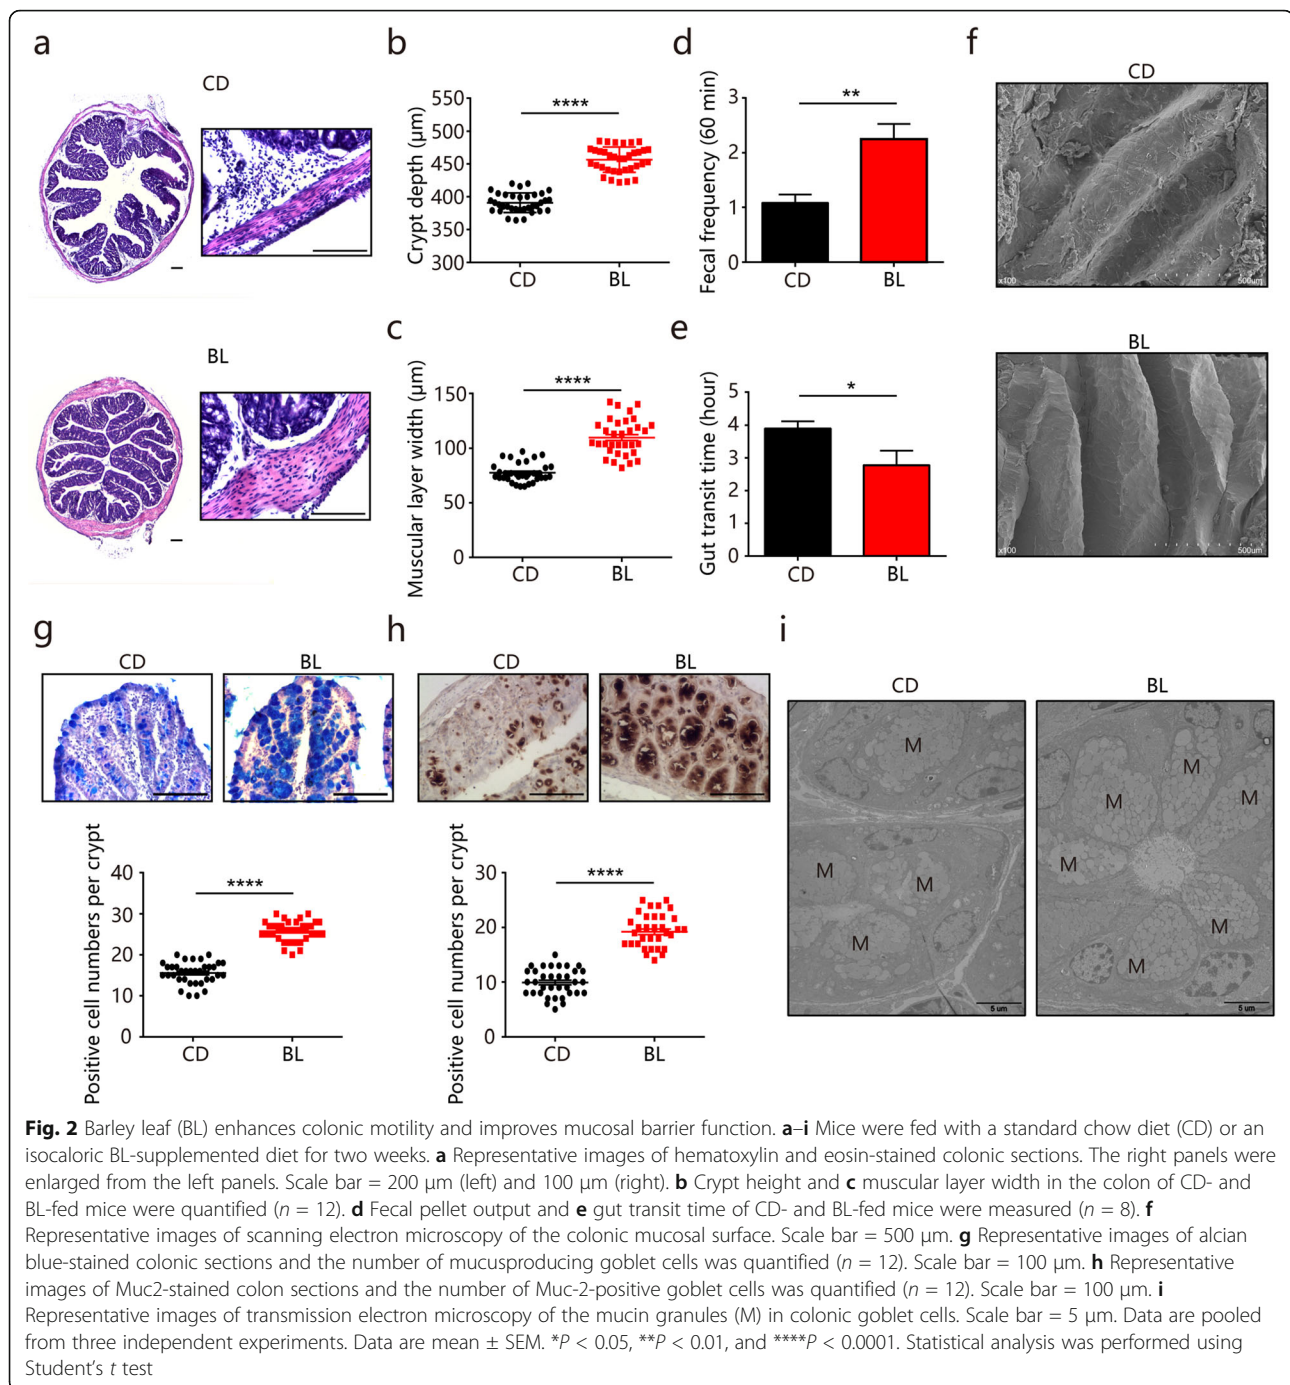 a
CD
BL
b
Crypt depth (µm)
550
500
450
400
350
300
****
CD
BL
c
Muscular layer width (µm)
150
100
50
0
****
CD
BL
d
Fecal frequency (60 min)
3
2
1
0
**
CD
BL
e
Gut transit time (hour)
5
4
3
2
1
0
*
CD
BL
f
CD
x100
500um
BL
x100
500um
g
CD
BL
Positive cell numbers per crypt
40
30
20
10
0
****
CD
BL
h
CD
BL
Positive cell numbers per crypt
30
20
10
0
****
CD
BL
i
CD
M
M
M
M
5 um
BL
M
M
M
M
M
M
5 um
Fig. 2 Barley leaf (BL) enhances colonic motility and improves mucosal barrier function. a–i Mice were fed with a standard chow diet (CD) or an
isocaloric BL-supplemented diet for two weeks. a Representative images of hematoxylin and eosin-stained colonic sections. The right panels were
enlarged from the left panels. Scale bar = 200 µm (left) and 100 µm (right). b Crypt height and c muscular layer width in the colon of CD- and
BL-fed mice were quantified (n = 12). d Fecal pellet output and e gut transit time of CD- and BL-fed mice were measured (n = 8). f
Representative images of scanning electron microscopy of the colonic mucosal surface. Scale bar = 500 µm. g Representative images of alcian
blue-stained colonic sections and the number of mucusproducing goblet cells was quantified (n = 12). Scale bar = 100 µm. h Representative
images of Muc2-stained colon sections and the number of Muc-2-positive goblet cells was quantified (n = 12). Scale bar = 100 µm. i
Representative images of transmission electron microscopy of the mucin granules (M) in colonic goblet cells. Scale bar = 5 µm. Data are pooled
from three independent experiments. Data are mean ± SEM. *P < 0.05, **P < 0.01, and ****P < 0.0001. Statistical analysis was performed using
Student's t test